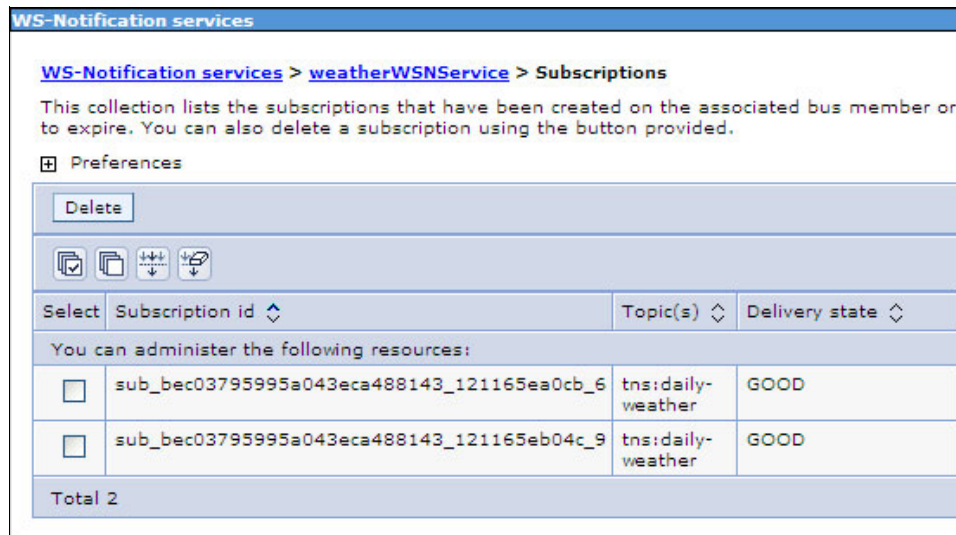 WS-Notification services
WS-Notification services > weatherWSNService > Subscriptions
This collection lists the subscriptions that have been created on the associated bus member or
to expire. You can also delete a subscription using the button provided.
Preferences
Delete
Select Subscription id Topic(s) Delivery state
You can administer the following resources:
sub_bec03795995a043eca488143_121165ea0cb_6 tns:daily- GOOD
weather
sub_bec03795995a043eca488143_121165eb04c_9 tns:daily- GOOD
weather
Total 2